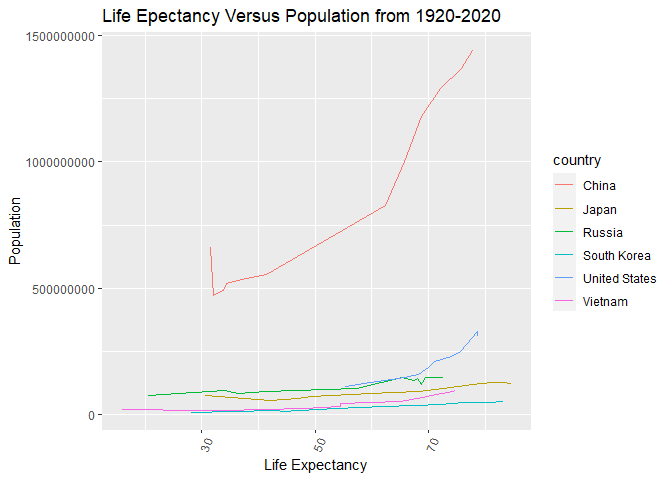 Life Epectancy Versus Population from 1920-2020
1500000000
1000000000
500000000
0
Population
30
50
70
Life Expectancy
country
China
Japan
Russia
South Korea
United States
Vietnam